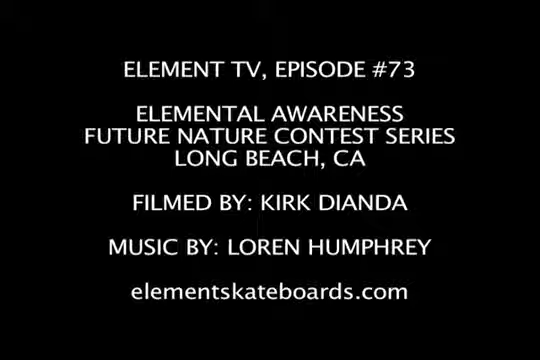 ELEMENT TV, EPISODE #73
ELEMENTAL AWARENESS
FUTURE NATURE CONTEST SERIES
LONG BEACH, CA
FILMED BY: KIRK DIANDA
MUSIC BY: LOREN HUMPHREY
elementskateboards.com